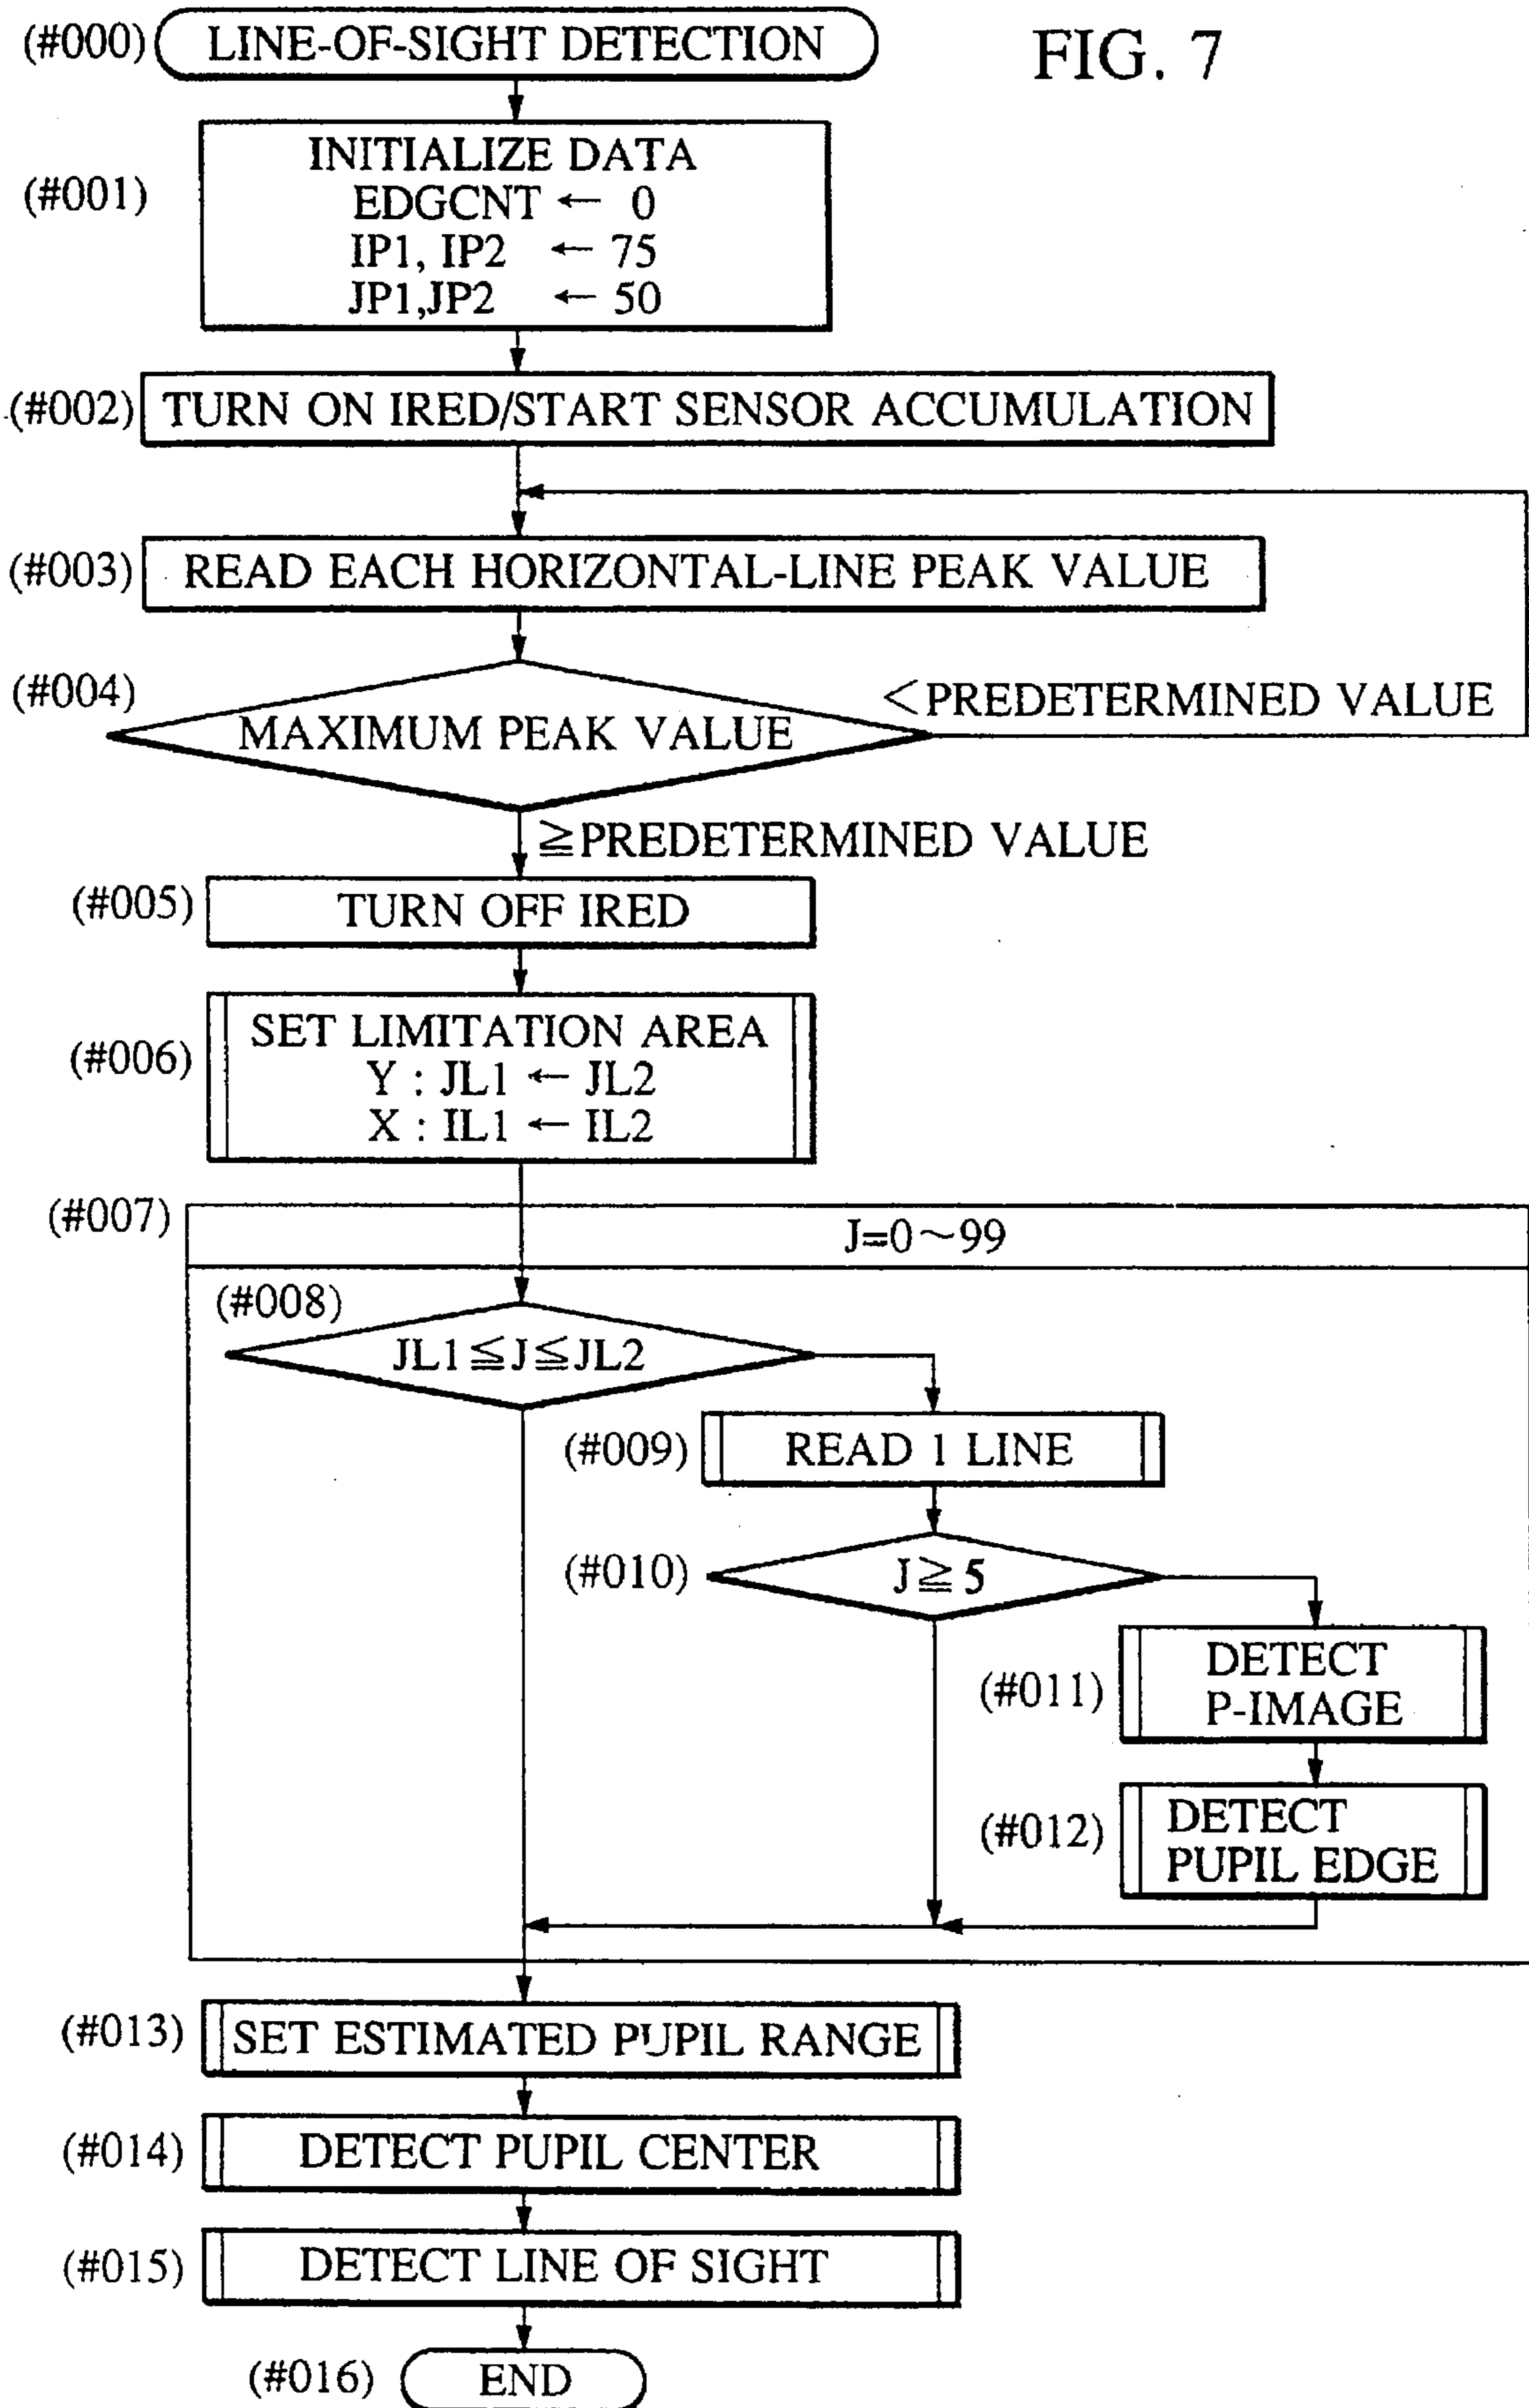 (#000) LINE-OF-SIGHT DETECTION
FIG. 7
(#001)
INITIALIZE DATA
EDGCNT ← 0
IP1, IP2 ← 75
JP1,JP2 ← 50
(#002) TURN ON IRED/START SENSOR ACCUMULATION
(#003) READ EACH HORIZONTAL-LINE PEAK VALUE
(#004)
MAXIMUM PEAK VALUE
<PREDETERMINED VALUE
≧PREDETERMINED VALUE
(#005) TURN OFF IRED
(#006)
SET LIMITATION AREA
Y : JL1 ← JL2
X : IL1 ← IL2
(#007)
J=0~99
(#008)
JL1≦J≦JL2
(#009) READ 1 LINE
(#010) J≧5
(#011)
DETECT
P-IMAGE
(#012)
DETECT
PUPIL EDGE
(#013) SET ESTIMATED PUPIL RANGE
(#014) DETECT PUPIL CENTER
(#015) DETECT LINE OF SIGHT
(#016) END